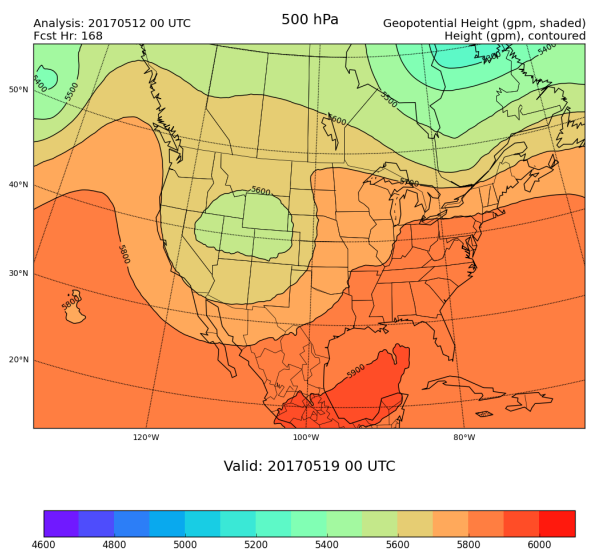 500 hPa
Analysis: 20170512 00 UTC
Fcst Hr: 168
Geopotential Height (gpm, shaded)
Height (gpm, contoured
5400
5500
5500
5400
5600
5700
5600
5800
5800
5900
50°N
40°N
30°N
20°N
120°W 100°W 80°W
Valid: 20170519 00 UTC
4600 4800 5000 5200 5400 5600 5800 6000